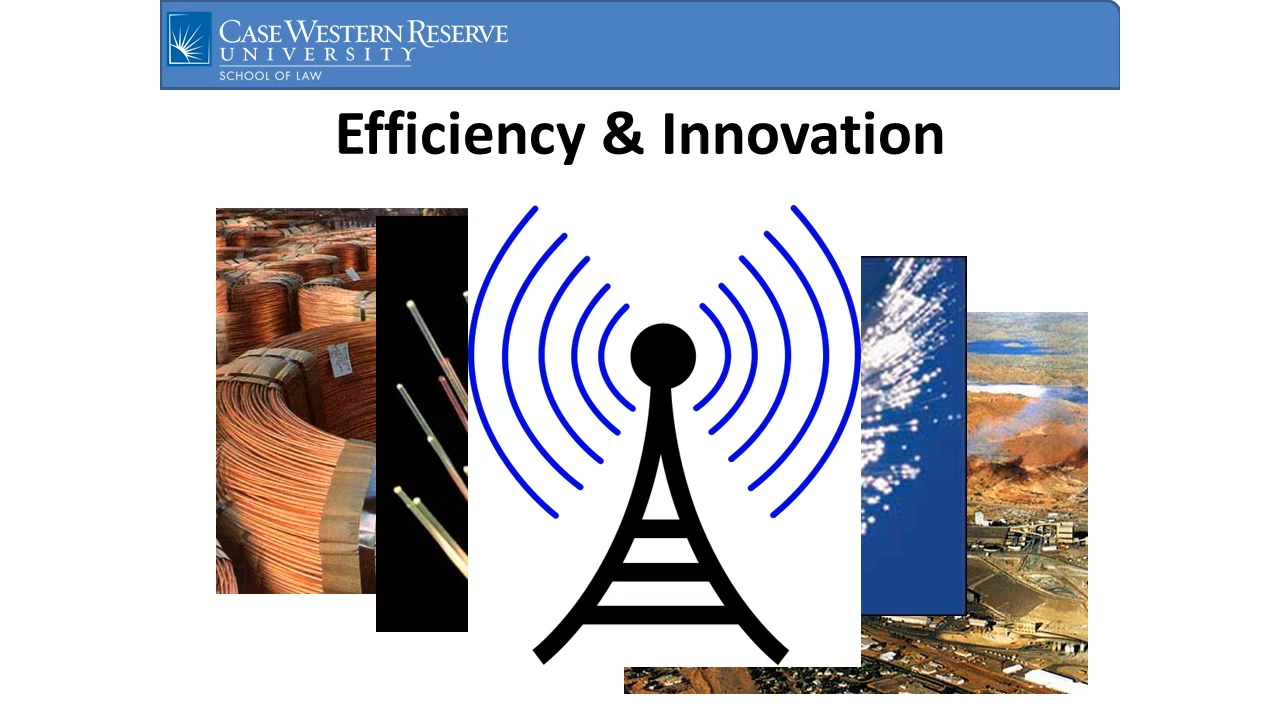 CASE WESTERN RESERVE
UNIVERSITY
SCHOOL OF LAW
Efficiency & Innovation